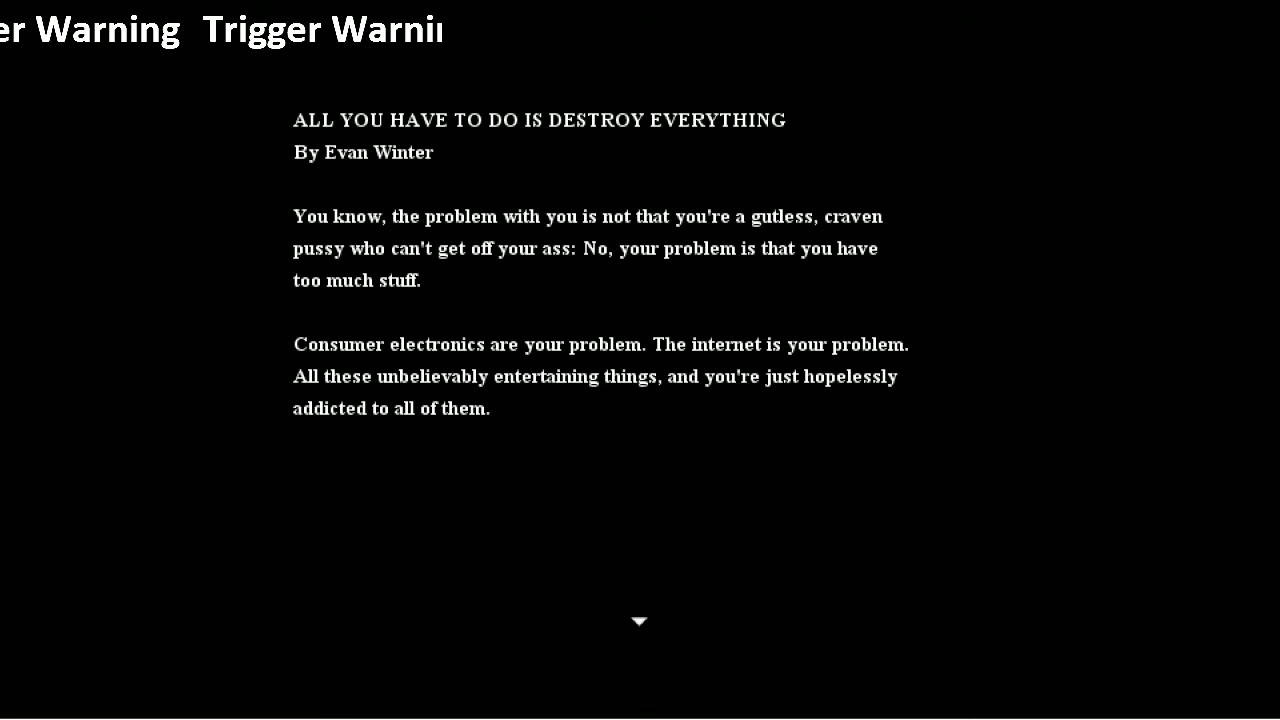 er Warning Trigger Warni
ALL YOU HAVE TO DO IS DESTROY EVERYTHING
By Evan Winter
You know, the problem with you is not that you're a gutless, craven
pussy who can't get off your ass: No, your problem is that you have
too much stuff.
Consumer electronics are your problem. The internet is your problem.
All these unbelievably entertaining things, and you're just hopelessly
addicted to all of them.